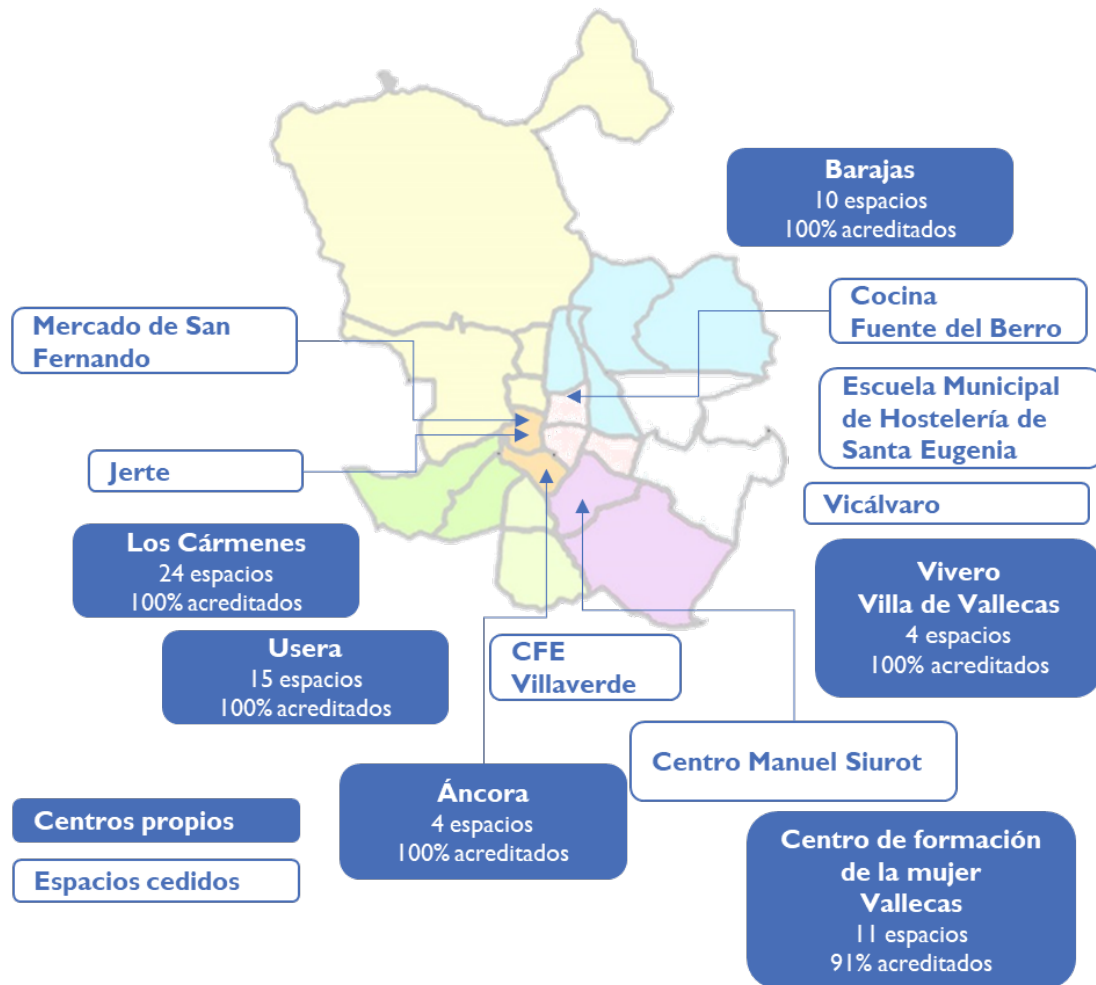 Barajas
10 espacios
100% acreditados
Cocina
Fuente del Berro
Mercado de San
Fernando
Escuela Municipal
de Hostelería de
Santa Eugenia
Jerte
Vicálvaro
Los Cármenes
24 espacios
100% acreditados
Vivero
Villa de Vallecas
4 espacios
100% acreditados
Usera
15 espacios
100% acreditados
CFE
Villaverde
Centro Manuel Siurot
Áncora
4 espacios
100% acreditados
Centros propios
Espacios cedidos
Centro de formación
de la mujer
Vallecas
11 espacios
91% acreditados